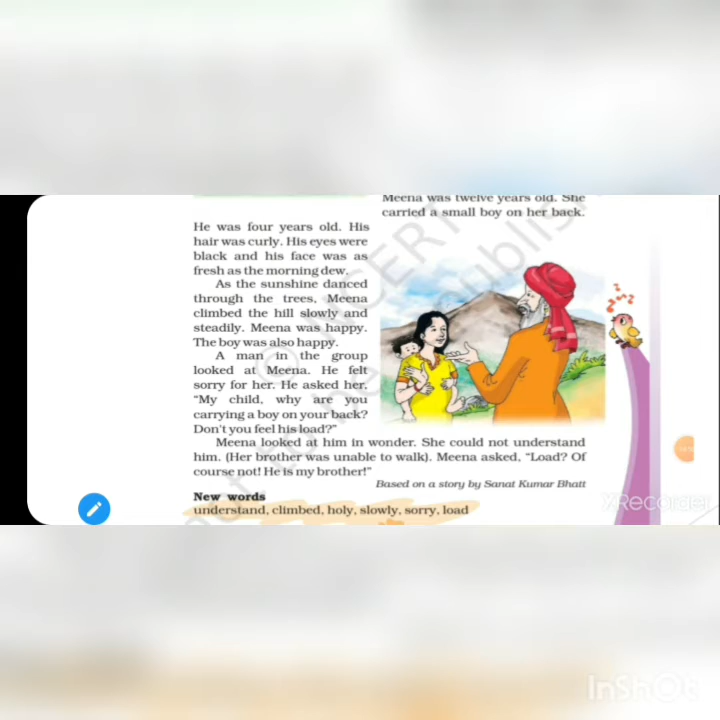 Meena was twelve years old. She
carried a small boy on her back.
He was four years old. His
hair was curly. His eyes were
black and his face was as
fresh as the morning dew.
As the sunshine danced
through the trees, Meena
climbed the hill slowly and
steadily. Meena was happy.
The boy was also happy.
A man in the group
looked at Meena. He felt
sorry for her. He asked her,
“My child, why are you
carrying a boy on your back?
Don't you feel his load?”
Meena looked at him in wonder. She could not understand
him. (Her brother was unable to walk). Meena asked, “Load? Of
course not! He is my brother!”
Based on a story by Sanat Kumar Bhatt
New words
understand, climbed, holy, slowly, sorry, load
© NCERT
not to be republis
XRecorder
InShOt